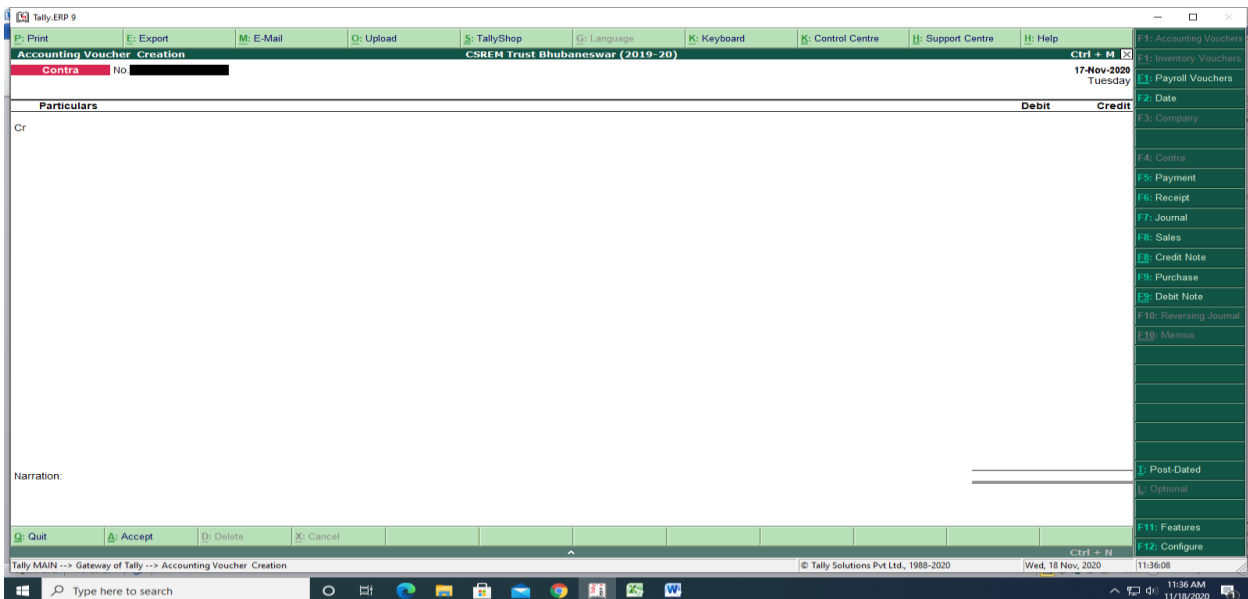 Tally.ERP 9
P: Print E: Export M: E-Mail O: Upload S: TallyShop G: Language K: Keyboard K: Control Centre H: Support Centre H: Help
Accounting Voucher Creation CSREM Trust Bhubaneswar (2019-20) Ctrl + M
Contra No.
17-Nov-2020
Tuesday
Particulars Debit Credit
Cr
Narration:
F1: Accounting Vouchers
F1: Inventory Vouchers
F1: Payroll Vouchers
F2: Date
F3: Company
F4: Contra
F5: Payment
F6: Receipt
F7: Journal
F8: Sales
F8: Credit Note
F9: Purchase
F9: Debit Note
F10: Reversing Journal
F10: Memos
T: Post-Dated
L: Optional
F11: Features
F12: Configure
Q: Quit A: Accept D: Delete X: Cancel
Ctrl + N
Tally MAIN --> Gateway of Tally --> Accounting Voucher Creation © Tally Solutions Pvt Ltd., 1988-2020 Wed, 18 Nov, 2020 11:36:08
Type here to search
11:36 AM
11/18/2020